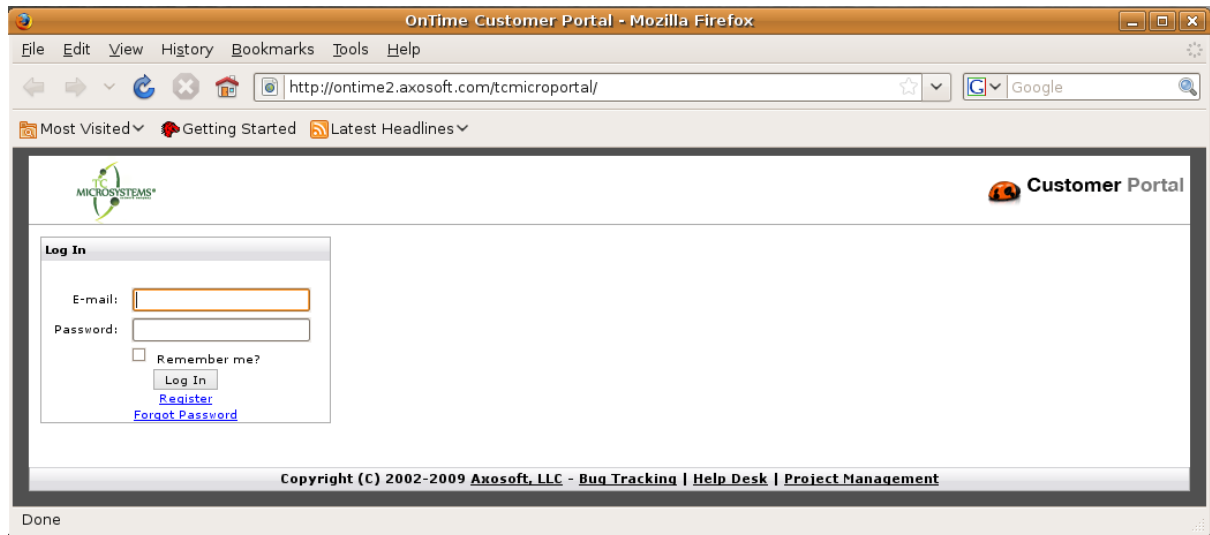 OnTime Customer Portal - Mozilla Firefox
File Edit View History Bookmarks Tools Help
http://ontime2.axosoft.com/tcmicroportal/ G Google
Most Visited Getting Started Latest Headlines
TC
MICROSYSTEMS
Customer Portal
Log In
E-mail:
Password:
Remember me?
Log In
Register
Forgot Password
Copyright (C) 2002-2009 Axosoft, LLC - Bug Tracking | Help Desk | Project Management
Done